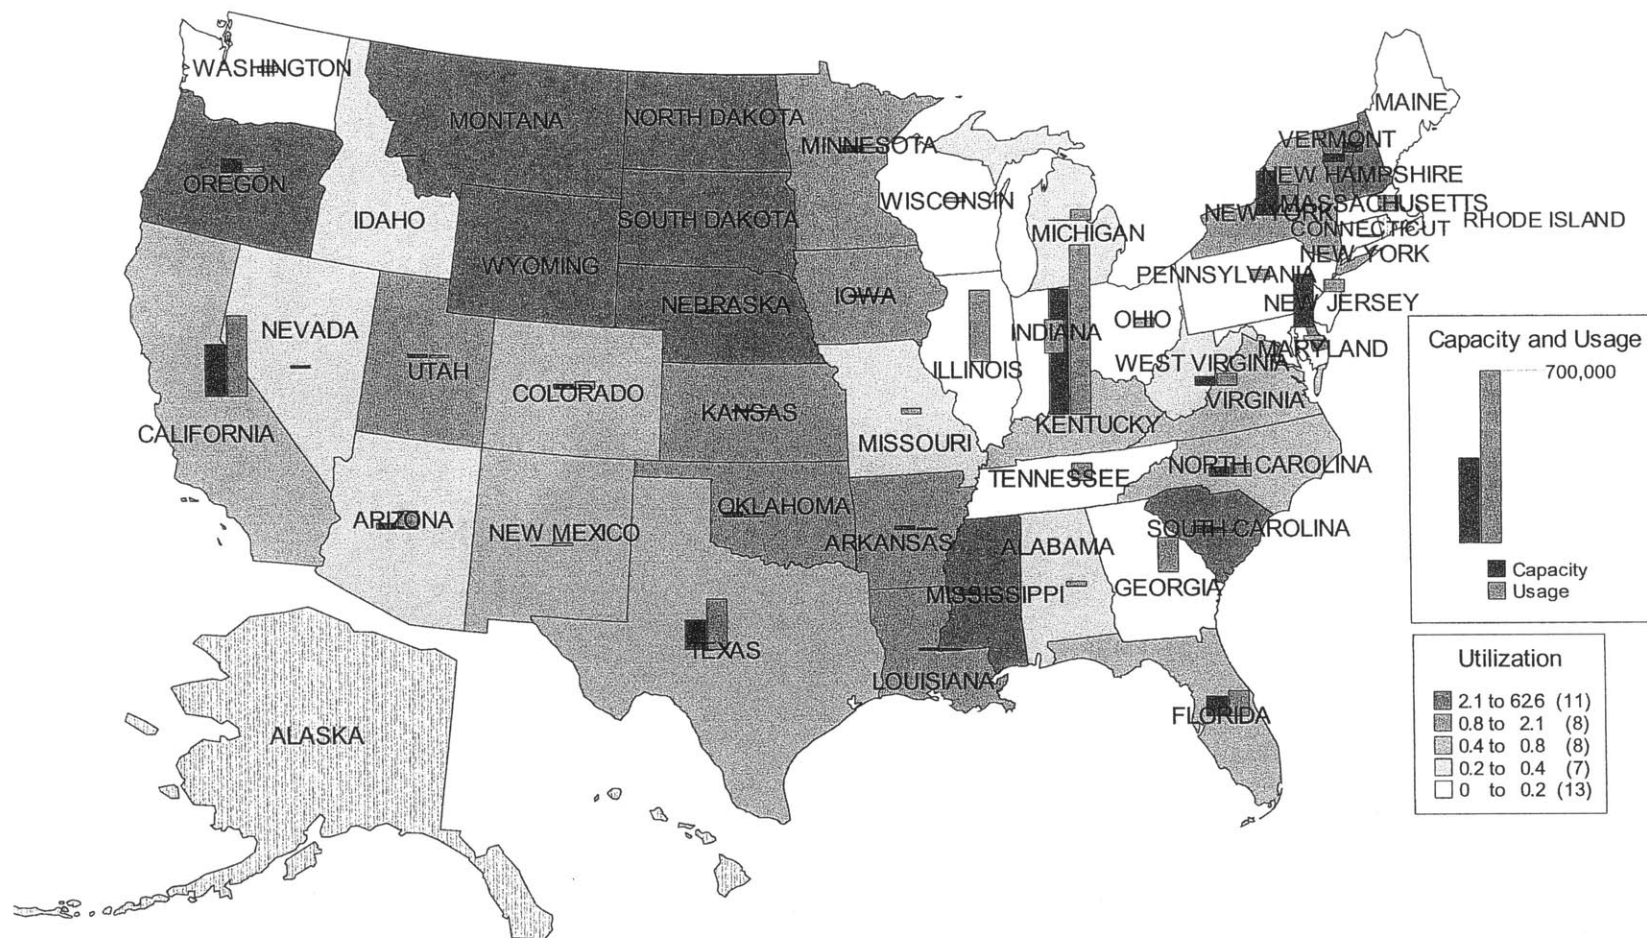 WASHINGTON
MONTANA
NORTH DAKOTA
MINNESOTA
MAINE
VERMONT
OREGON
IDAHO
SOUTH DAKOTA
WISCONSIN
MICHIGAN
NEW HAMPSHIRE
MASSACHUSETTS
NEW YORK
RHODE ISLAND
CONNECTICUT
WYOMING
NEW YORK
PENNSYLVANIA
NEBRASKA
IOWA
NEW JERSEY
NEVADA
INDIANA
OHIO
MARYLAND
UTAH
COLORADO
ILLINOIS
WEST VIRGINIA
VIRGINIA
KANSAS
CALIFORNIA
MISSOURI
KENTUCKY
TENNESSEE
NORTH CAROLINA
ARIZONA
NEW MEXICO
OKLAHOMA
ARKANSAS
ALABAMA
SOUTH CAROLINA
MISSISSIPPI
GEORGIA
TEXAS
LOUISIANA
FLORIDA
ALASKA
Capacity and Usage
700,000
Capacity
Usage
Utilization
2.1 to 62.6 (11)
0.8 to 2.1 (8)
0.4 to 0.8 (8)
0.2 to 0.4 (7)
0 to 0.2 (13)